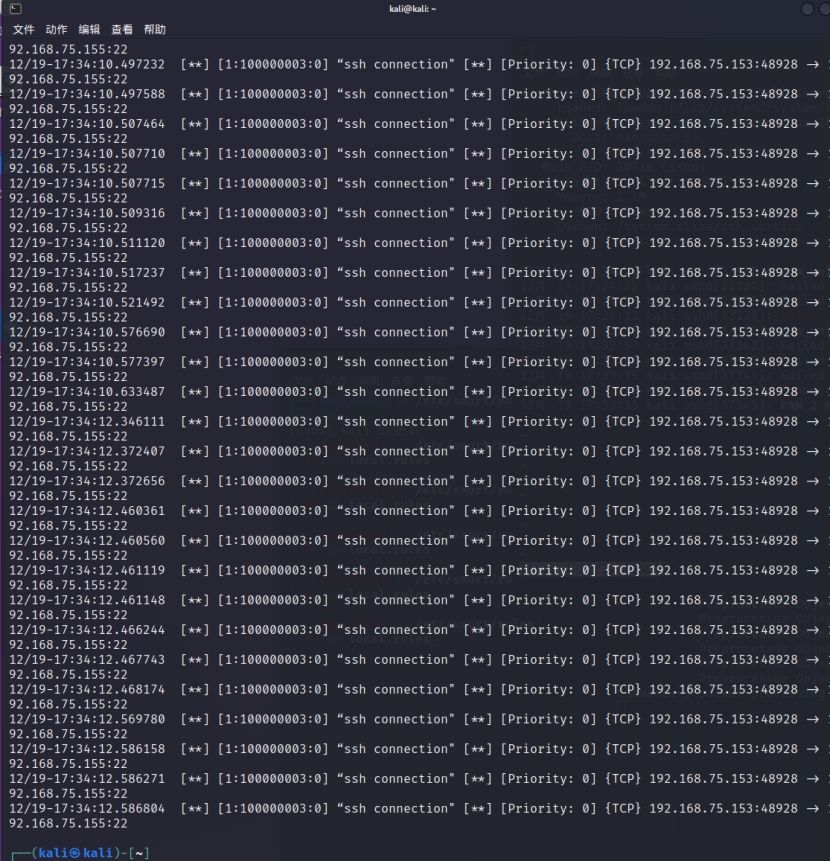 kali@kali: ~
文件 动作 编辑 查看 帮助
92.168.75.155:22
12/19-17:34:10.497232 [**] [1:100000003:0] “ssh connection" [**] [Priority: 0] {TCP} 192.168.75.153:48928 → 1
92.168.75.155:22
12/19-17:34:10.497588 [**] [1:100000003:0] “ssh connection" [**] [Priority: 0] {TCP} 192.168.75.153:48928 → 1
92.168.75.155:22
12/19-17:34:10.507464 [**] [1:100000003:0] “ssh connection" [**] [Priority: 0] {TCP} 192.168.75.153:48928 → 1
92.168.75.155:22
12/19-17:34:10.507710 [**] [1:100000003:0] “ssh connection" [**] [Priority: 0] {TCP} 192.168.75.153:48928 → 1
92.168.75.155:22
12/19-17:34:10.507715 [**] [1:100000003:0] “ssh connection" [**] [Priority: 0] {TCP} 192.168.75.153:48928 → 1
92.168.75.155:22
12/19-17:34:10.509316 [**] [1:100000003:0] “ssh connection" [**] [Priority: 0] {TCP} 192.168.75.153:48928 → 1
92.168.75.155:22
12/19-17:34:10.511120 [**] [1:100000003:0] “ssh connection" [**] [Priority: 0] {TCP} 192.168.75.153:48928 → 1
92.168.75.155:22
12/19-17:34:10.517237 [**] [1:100000003:0] “ssh connection" [**] [Priority: 0] {TCP} 192.168.75.153:48928 → 1
92.168.75.155:22
12/19-17:34:10.521492 [**] [1:100000003:0] “ssh connection" [**] [Priority: 0] {TCP} 192.168.75.153:48928 → 1
92.168.75.155:22
12/19-17:34:10.576690 [**] [1:100000003:0] “ssh connection" [**] [Priority: 0] {TCP} 192.168.75.153:48928 → 1
92.168.75.155:22
12/19-17:34:10.577397 [**] [1:100000003:0] “ssh connection" [**] [Priority: 0] {TCP} 192.168.75.153:48928 → 1
92.168.75.155:22
12/19-17:34:10.633487 [**] [1:100000003:0] “ssh connection" [**] [Priority: 0] {TCP} 192.168.75.153:48928 → 1
92.168.75.155:22
12/19-17:34:12.346111 [**] [1:100000003:0] “ssh connection" [**] [Priority: 0] {TCP} 192.168.75.153:48928 → 1
92.168.75.155:22
12/19-17:34:12.372407 [**] [1:100000003:0] “ssh connection" [**] [Priority: 0] {TCP} 192.168.75.153:48928 → 1
92.168.75.155:22
12/19-17:34:12.372656 [**] [1:100000003:0] “ssh connection" [**] [Priority: 0] {TCP} 192.168.75.153:48928 → 1
92.168.75.155:22
12/19-17:34:12.460361 [**] [1:100000003:0] “ssh connection" [**] [Priority: 0] {TCP} 192.168.75.153:48928 → 1
92.168.75.155:22
12/19-17:34:12.460560 [**] [1:100000003:0] “ssh connection" [**] [Priority: 0] {TCP} 192.168.75.153:48928 → 1
92.168.75.155:22
12/19-17:34:12.461119 [**] [1:100000003:0] “ssh connection" [**] [Priority: 0] {TCP} 192.168.75.153:48928 → 1
92.168.75.155:22
12/19-17:34:12.461148 [**] [1:100000003:0] “ssh connection" [**] [Priority: 0] {TCP} 192.168.75.153:48928 → 1
92.168.75.155:22
12/19-17:34:12.466244 [**] [1:100000003:0] “ssh connection" [**] [Priority: 0] {TCP} 192.168.75.153:48928 → 1
92.168.75.155:22
12/19-17:34:12.467743 [**] [1:100000003:0] “ssh connection" [**] [Priority: 0] {TCP} 192.168.75.153:48928 → 1
92.168.75.155:22
12/19-17:34:12.468174 [**] [1:100000003:0] “ssh connection" [**] [Priority: 0] {TCP} 192.168.75.153:48928 → 1
92.168.75.155:22
12/19-17:34:12.569780 [**] [1:100000003:0] “ssh connection" [**] [Priority: 0] {TCP} 192.168.75.153:48928 → 1
92.168.75.155:22
12/19-17:34:12.586158 [**] [1:100000003:0] “ssh connection" [**] [Priority: 0] {TCP} 192.168.75.153:48928 → 1
92.168.75.155:22
12/19-17:34:12.586271 [**] [1:100000003:0] “ssh connection" [**] [Priority: 0] {TCP} 192.168.75.153:48928 → 1
92.168.75.155:22
12/19-17:34:12.586804 [**] [1:100000003:0] “ssh connection" [**] [Priority: 0] {TCP} 192.168.75.153:48928 → 1
92.168.75.155:22
┌──(kali㉿kali)-[~]